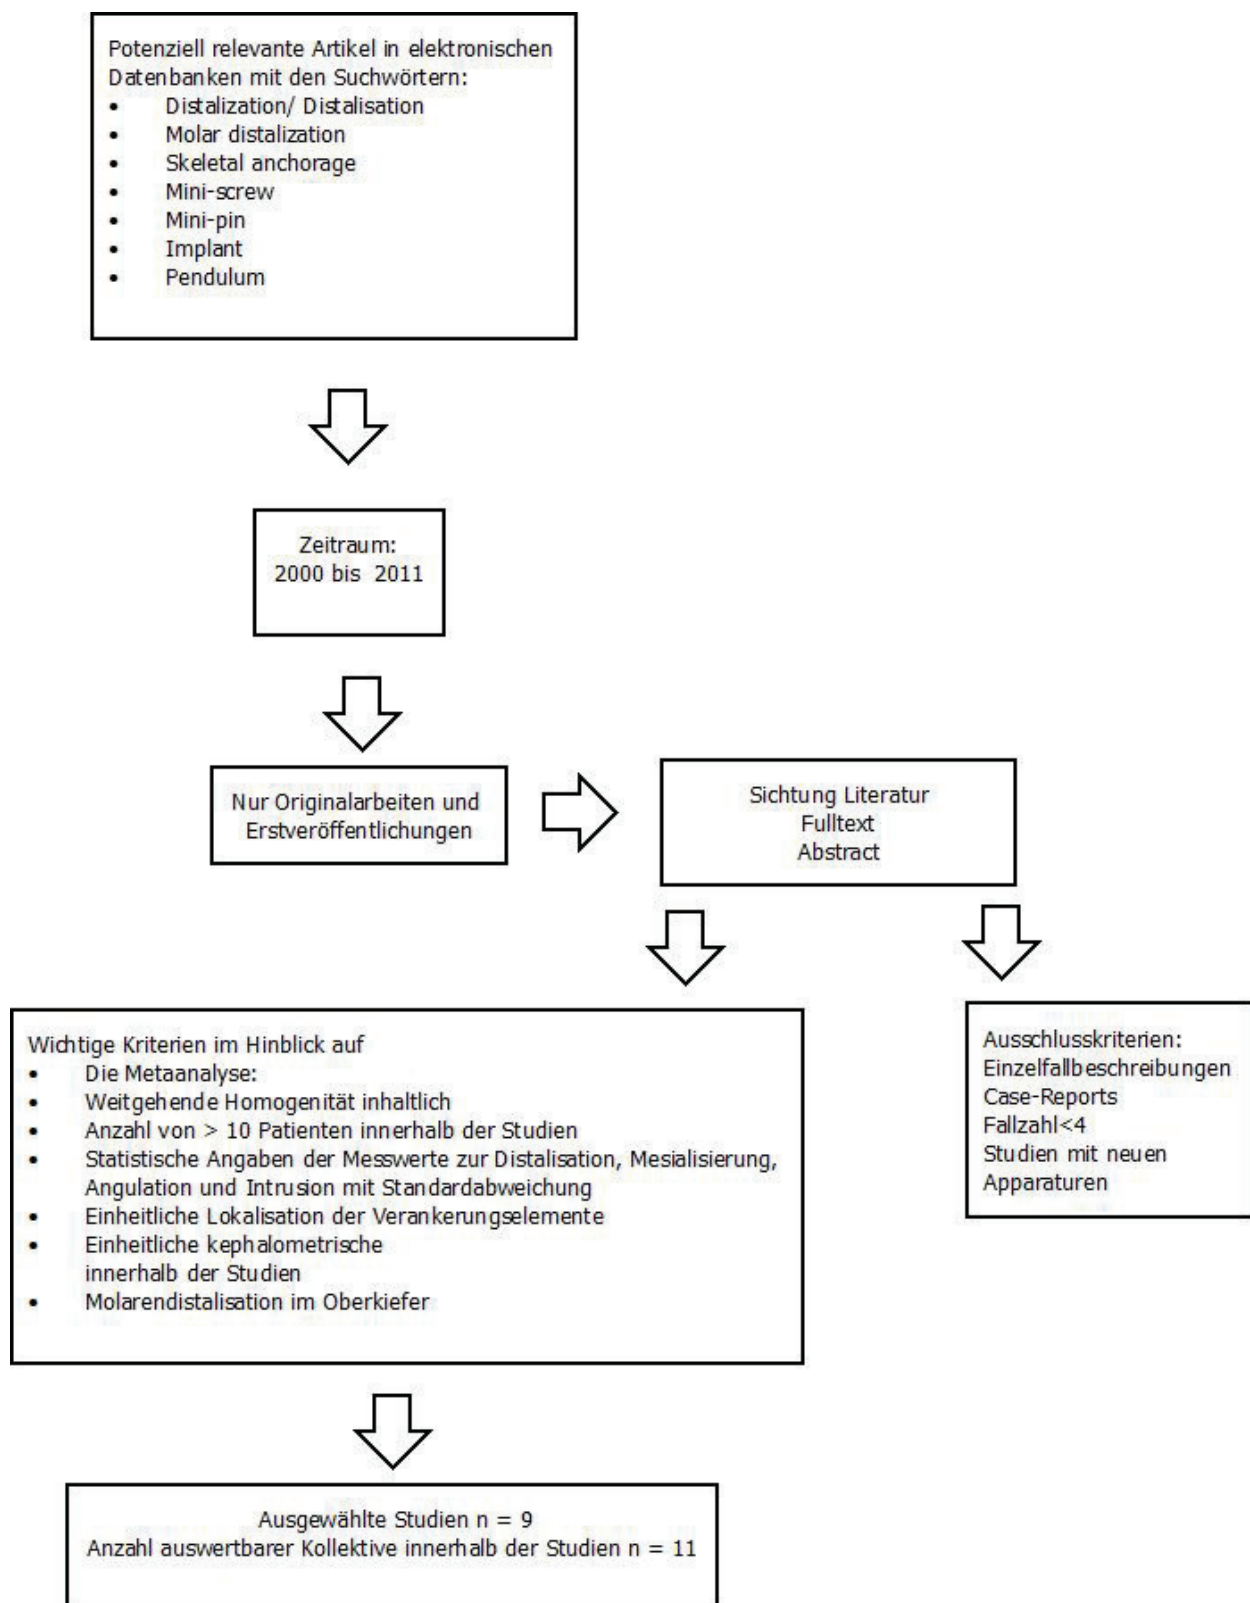 Potenziell relevante Artikel in elektronischen
Datenbanken mit den Suchwörtern:
• Distalization/ Distalisation
• Molar distalization
• Skeletal anchorage
• Mini-screw
• Mini-pin
• Implant
• Pendulum
Zeitraum:
2000 bis 2011
Nur Originalarbeiten und
Erstveröffentlichungen
Sichtung Literatur
Fulltext
Abstract
Wichtige Kriterien im Hinblick auf
• Die Metaanalyse:
• Weitgehende Homogenität inhaltlich
• Anzahl von > 10 Patienten innerhalb der Studien
• Statistische Angaben der Messwerte zur Distalisation, Mesialisierung,
Angulation und Intrusion mit Standardabweichung
• Einheitliche Lokalisation der Verankerungselemente
• Einheitliche kephalometrische
innerhalb der Studien
• Molarendistalisation im Oberkiefer
Ausschlusskriterien:
Einzelfallbeschreibungen
Case-Reports
Fallzahl<4
Studien mit neuen
Apparaturen
Ausgewählte Studien n = 9
Anzahl auswertbarer Kollektive innerhalb der Studien n = 11